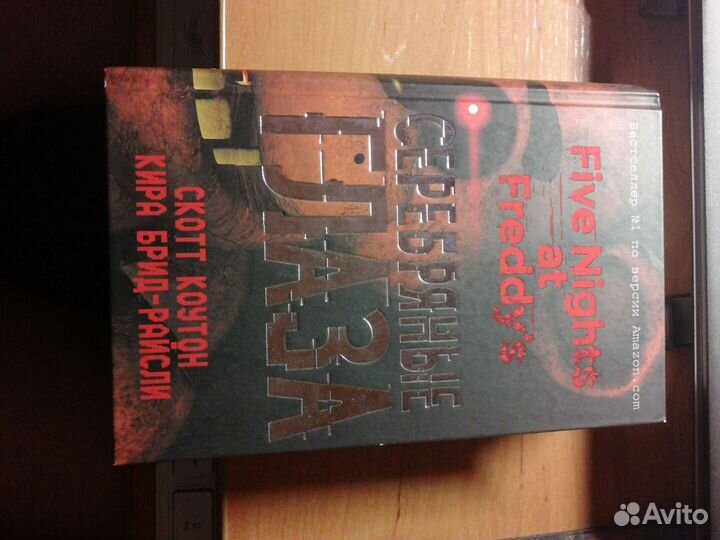 Бестселлер №1 по версии Amazon.com
Five Nights
at
Freddy's
СЕРЕБРЯНЫЕ
ГЛАЗА
СКОТТ КОУТОН
КИРА БРИД-РАЙСЛИ
Avito